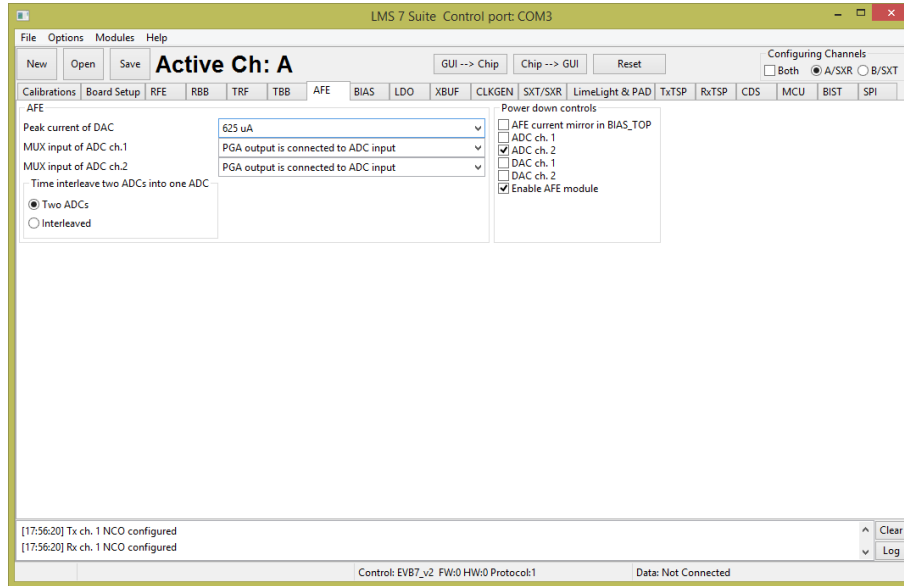 LMS 7 Suite  Control port: COM3
File Options Modules Help
New Open Save Active Ch: A GUI --> Chip Chip --> GUI Reset Configuring Channels
Both A/SXR B/SXT
Calibrations Board Setup RFE RBB TRF TBB AFE BIAS LDO XBUF CLKGEN SXT/SXR LimeLight & PAD TxTSP RxTSP CDS MCU BIST SPI
AFE
Peak current of DAC 625 uA
MUX input of ADC ch.1 PGA output is connected to ADC input
MUX input of ADC ch.2 PGA output is connected to ADC input
Time interleave two ADCs into one ADC
Two ADCs
Interleaved
Power down controls
AFE current mirror in BIAS_TOP
ADC ch. 1
ADC ch. 2
DAC ch. 1
DAC ch. 2
Enable AFE module
[17:56:20] Tx ch. 1 NCO configured
[17:56:20] Rx ch. 1 NCO configured
Clear
Log
Control: EVB7_v2 FW:0 HW:0 Protocol:1 Data: Not Connected